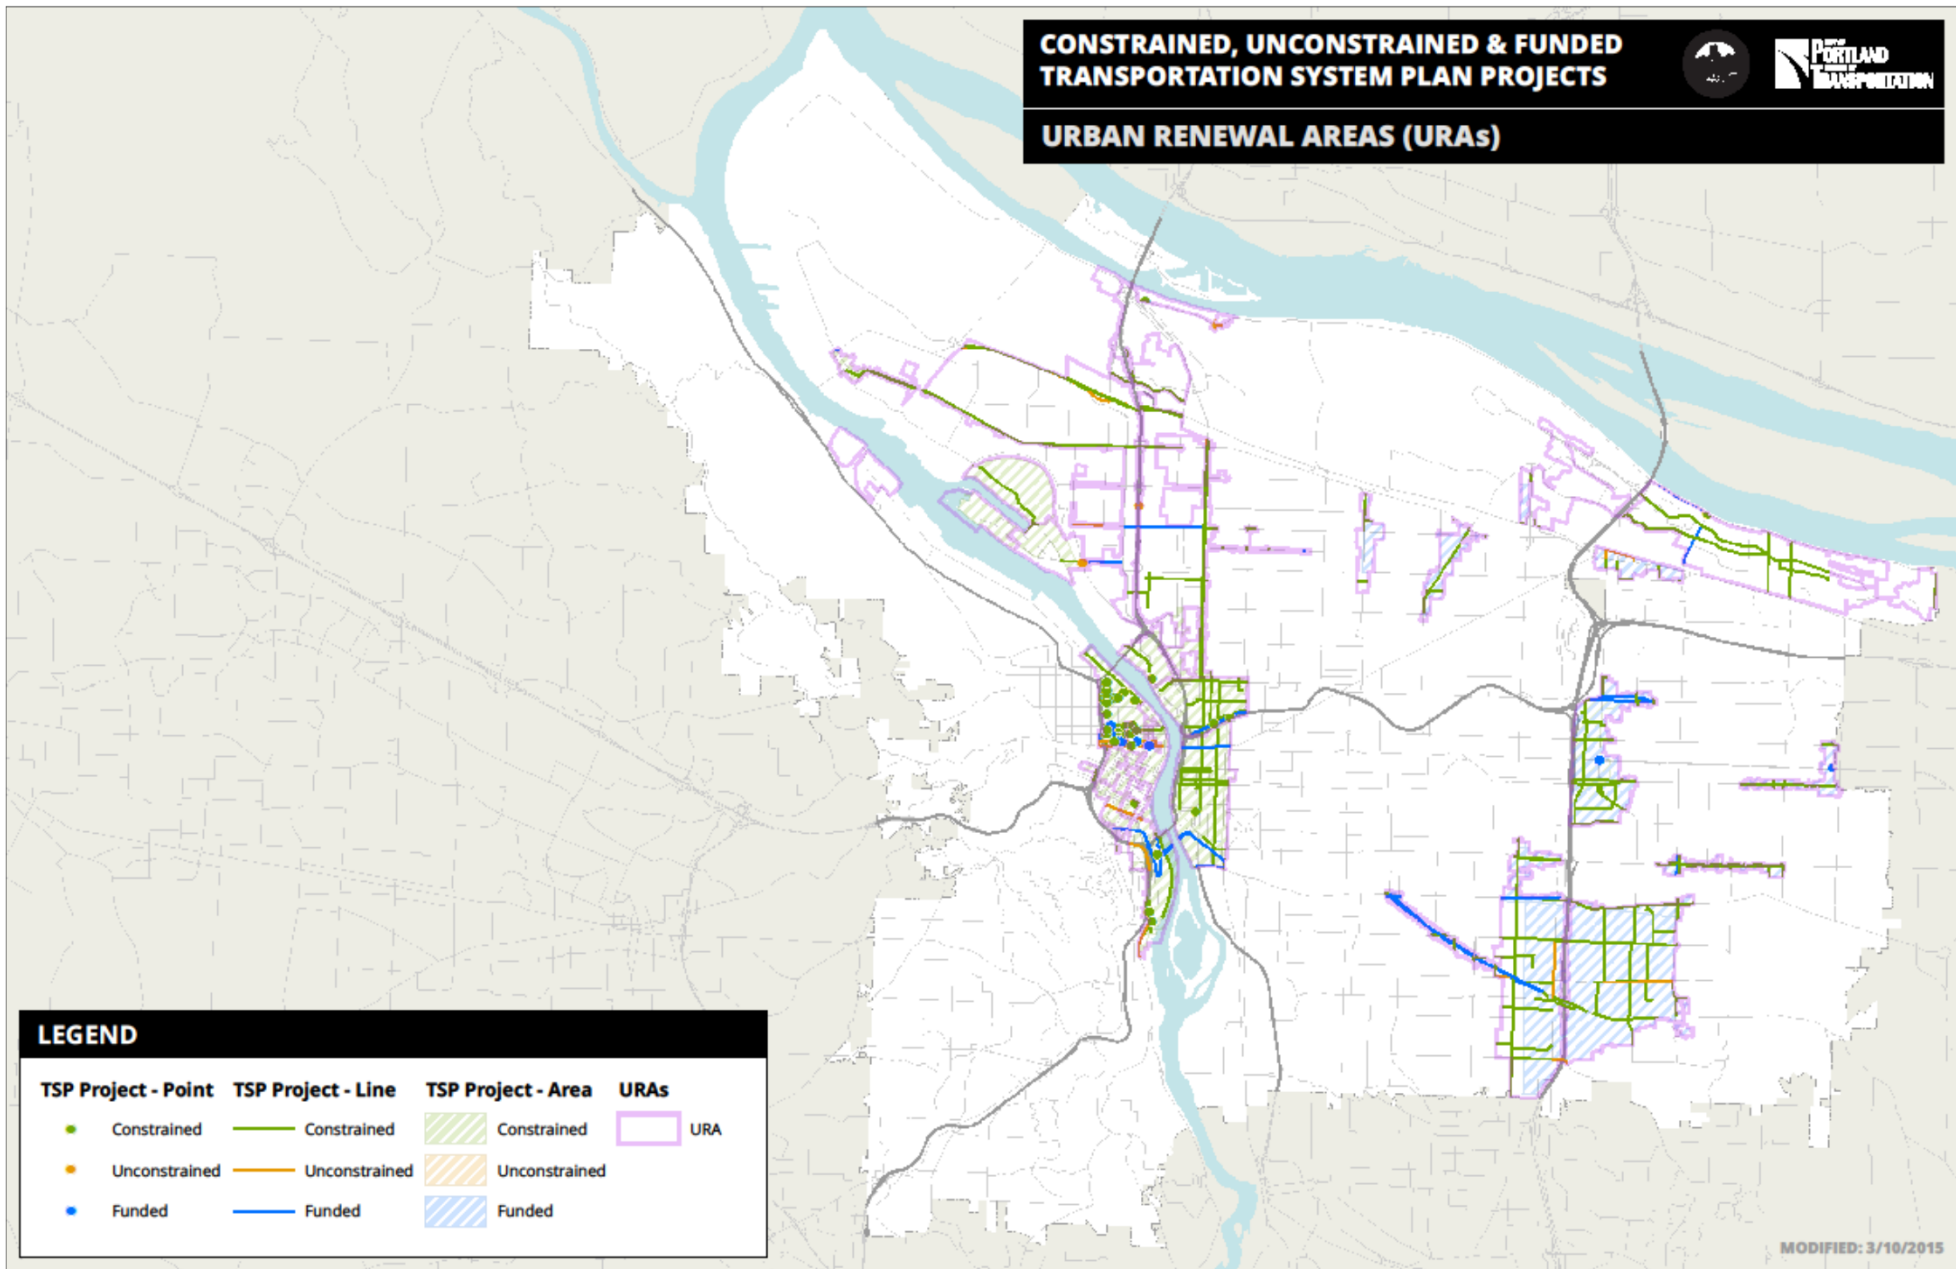 CONSTRAINED, UNCONSTRAINED & FUNDED
TRANSPORTATION SYSTEM PLAN PROJECTS
PORTLAND
TRANSPORTATION
URBAN RENEWAL AREAS (URAs)
LEGEND
TSP Project - Point TSP Project - Line TSP Project - Area URAs
Constrained Constrained Constrained URA
Unconstrained Unconstrained Unconstrained
Funded Funded Funded
MODIFIED: 3/10/2015